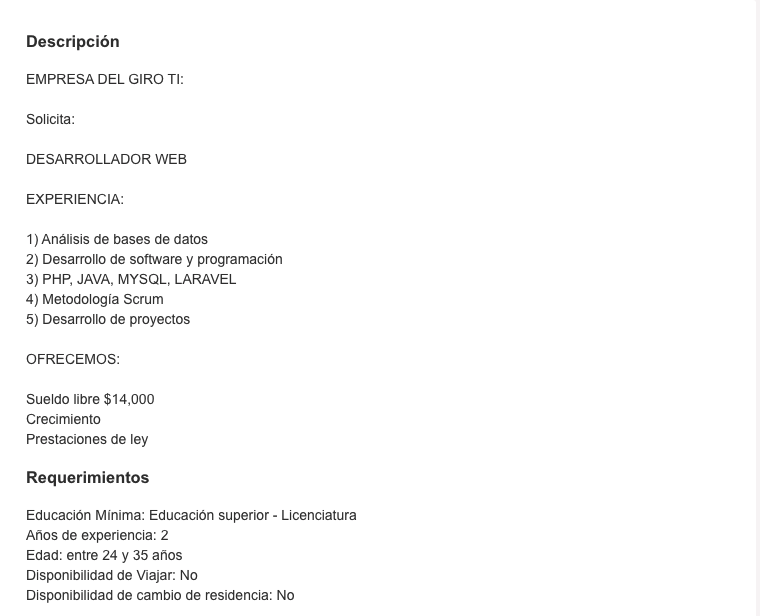 Descripción
EMPRESA DEL GIRO TI:
Solicita:
DESARROLLADOR WEB
EXPERIENCIA:
1) Análisis de bases de datos
2) Desarrollo de software y programación
3) PHP, JAVA, MYSQL, LARAVEL
4) Metodología Scrum
5) Desarrollo de proyectos
OFRECEMOS:
Sueldo libre $14,000
Crecimiento
Prestaciones de ley
Requerimientos
Educación Mínima: Educación superior - Licenciatura
Años de experiencia: 2
Edad: entre 24 y 35 años
Disponibilidad de Viajar: No
Disponibilidad de cambio de residencia: No